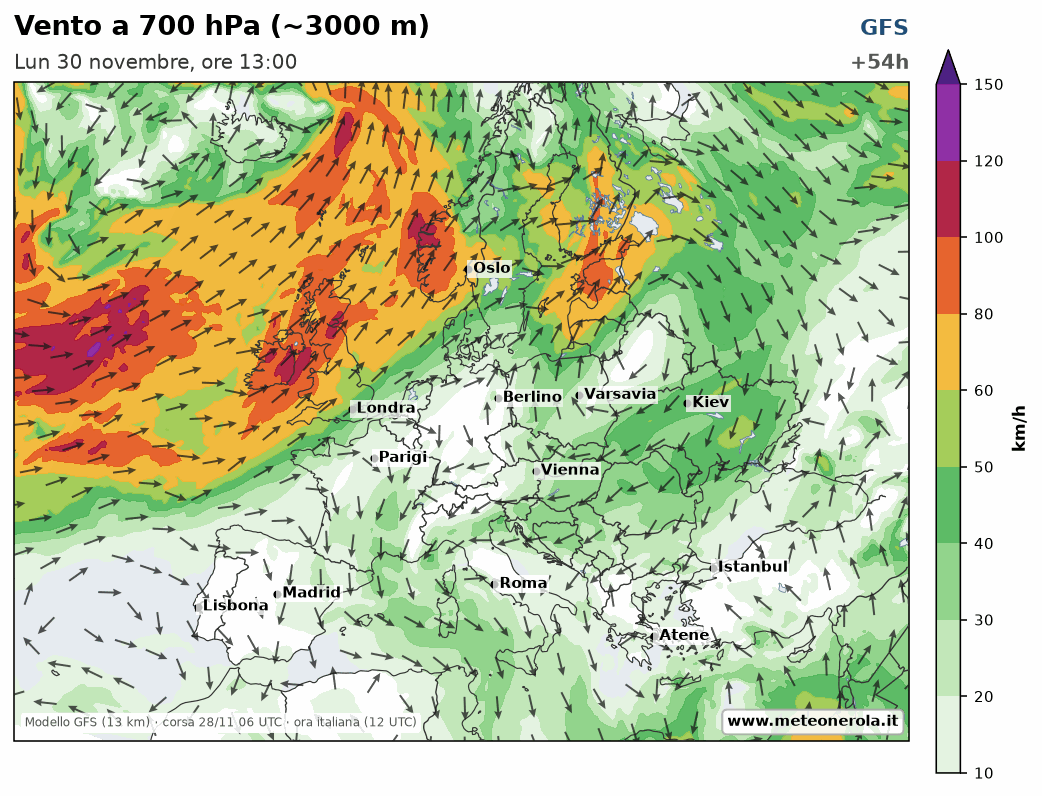 Vento a 700 hPa (~3000 m)
GFS
Lun 30 novembre, ore 13:00
+54h
150
120
100
80
60
50
40
30
20
10
km/h
Oslo
Berlino
Varsavia
Kiev
Londra
Parigi
Vienna
Istanbul
Roma
Madrid
Lisbona
Atene
Modello GFS (13 km) · corsa 28/11 06 UTC · ora italiana (12 UTC)
www.meteonerola.it